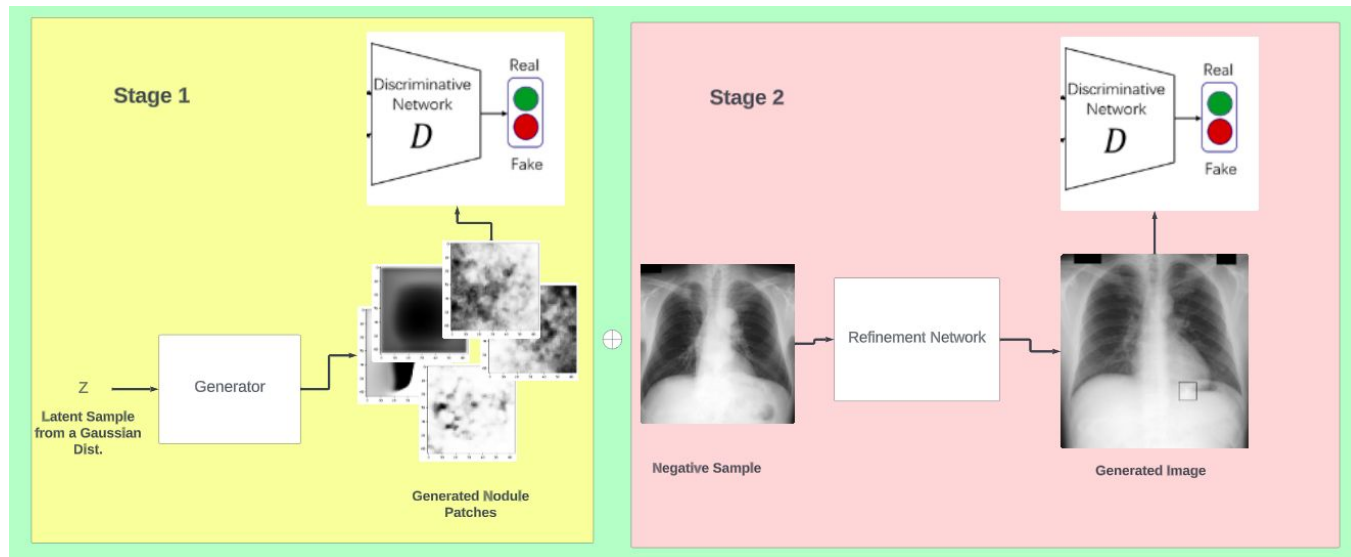 Stage 1
Discriminative
Network
D
Real
Fake
Z
Latent Sample
from a Gaussian
Dist.
Generator
Generated Nodule
Patches
Stage 2
Discriminative
Network
D
Real
Fake
Negative Sample
Refinement Network
Generated Image